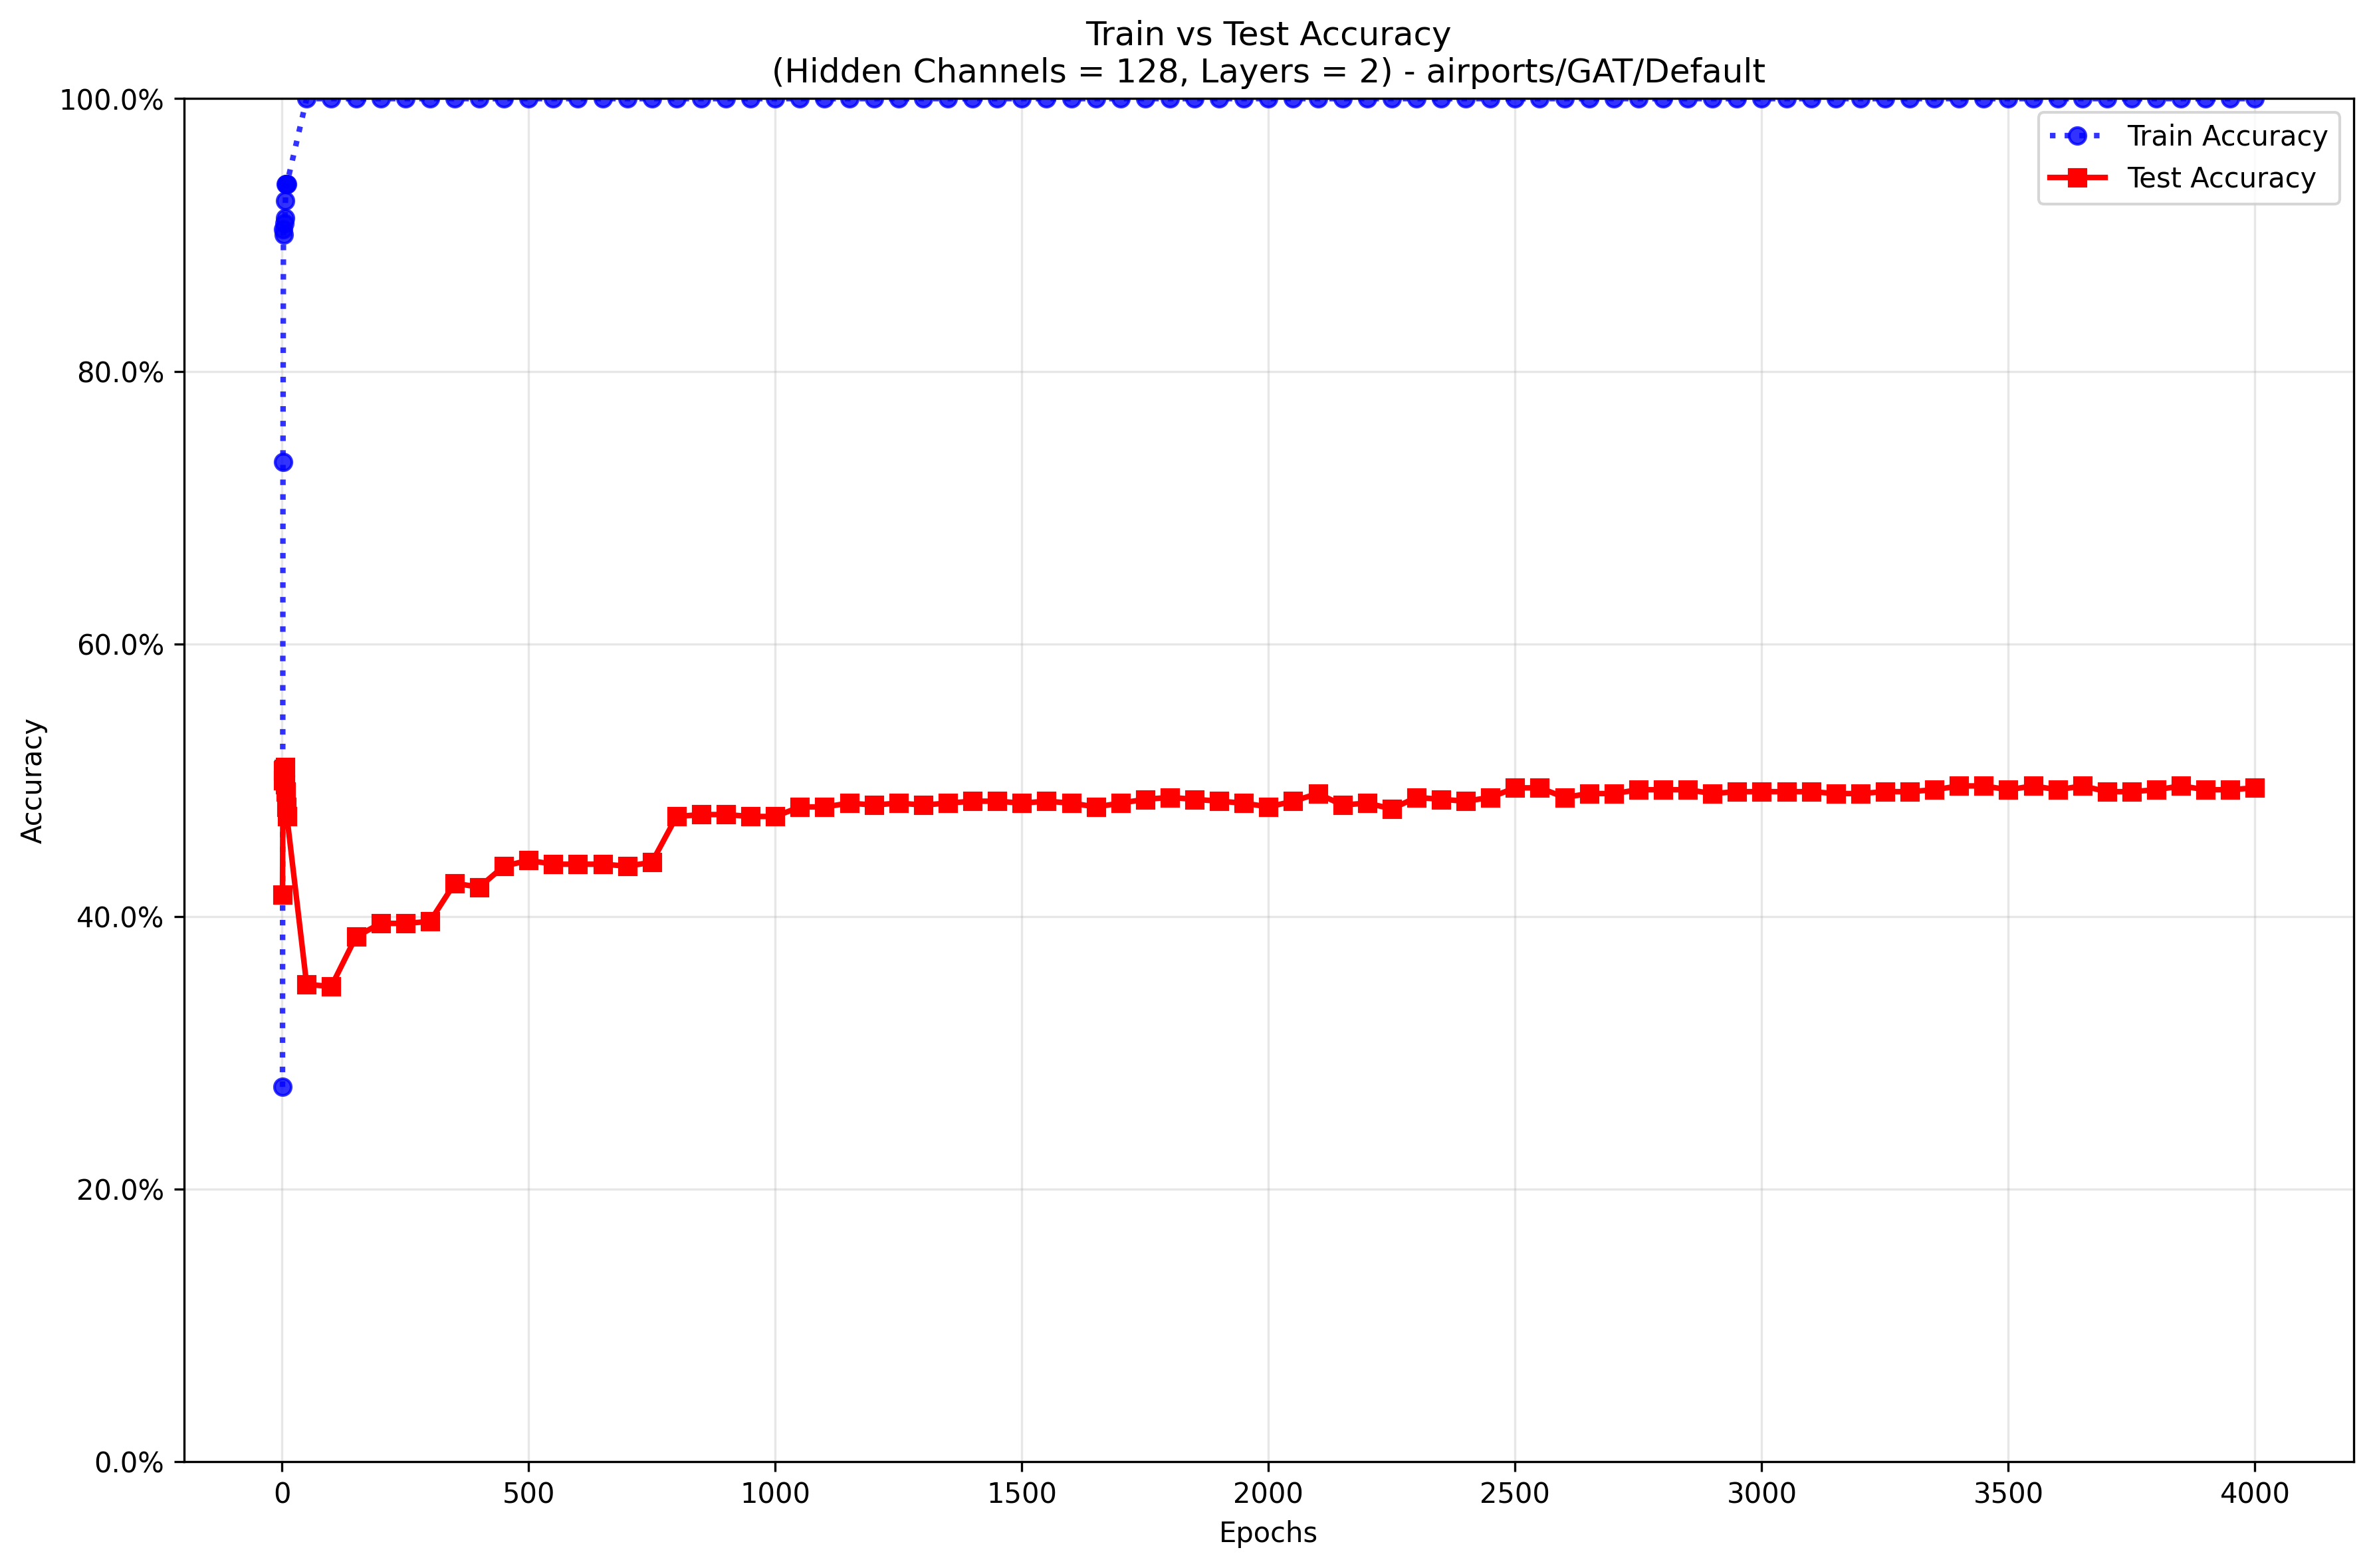 Train vs Test Accuracy
(Hidden Channels = 128, Layers = 2) - airports/GAT/Default
100.0%
80.0%
60.0%
40.0%
20.0%
0.0%
Accuracy
Train Accuracy
Test Accuracy
0 500 1000 1500 2000 2500 3000 3500 4000
Epochs